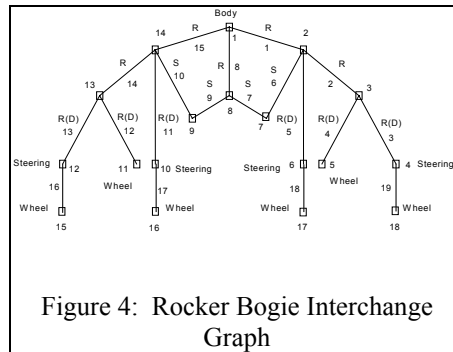 Body
14 R R 2
15 1 1
R S R 8 S R
14 10 6 2
13 S S 3
9 7
R(D) R(D) R(D) 8 7 R(D) R(D) R(D)
13 12 11 9 5 4 3
Steering 12 11 10 Steering Steering 6 5 4 Steering
16 Wheel 17 18 Wheel 19
Wheel Wheel Wheel Wheel
15 16 17 18
Figure 4: Rocker Bogie Interchange
Graph